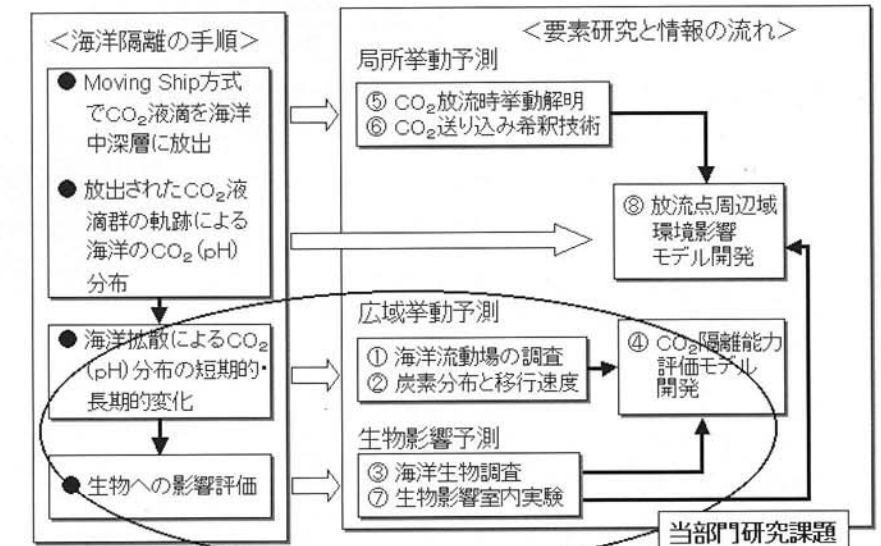 ＜海洋隔離の手順＞
● Moving Ship方式
でCO₂液滴を海洋
中深層に放出
● 放出されたCO₂液
滴群の軌跡による
海洋のCO₂(pH)
分布
● 海洋拡散によるCO₂
(pH)分布の短期的・
長期的変化
● 生物への影響評価
＜要素研究と情報の流れ＞
局所挙動予測
⑤ CO₂放流時挙動解明
⑥ CO₂送り込み希釈技術
⑧ 放流点周辺域
環境影響
モデル開発
広域挙動予測
① 海洋流動場の調査
② 炭素分布と移行速度
④ CO₂隔離能力
評価モデル
開発
生物影響予測
③ 海洋生物調査
⑦ 生物影響室内実験
当部門研究課題